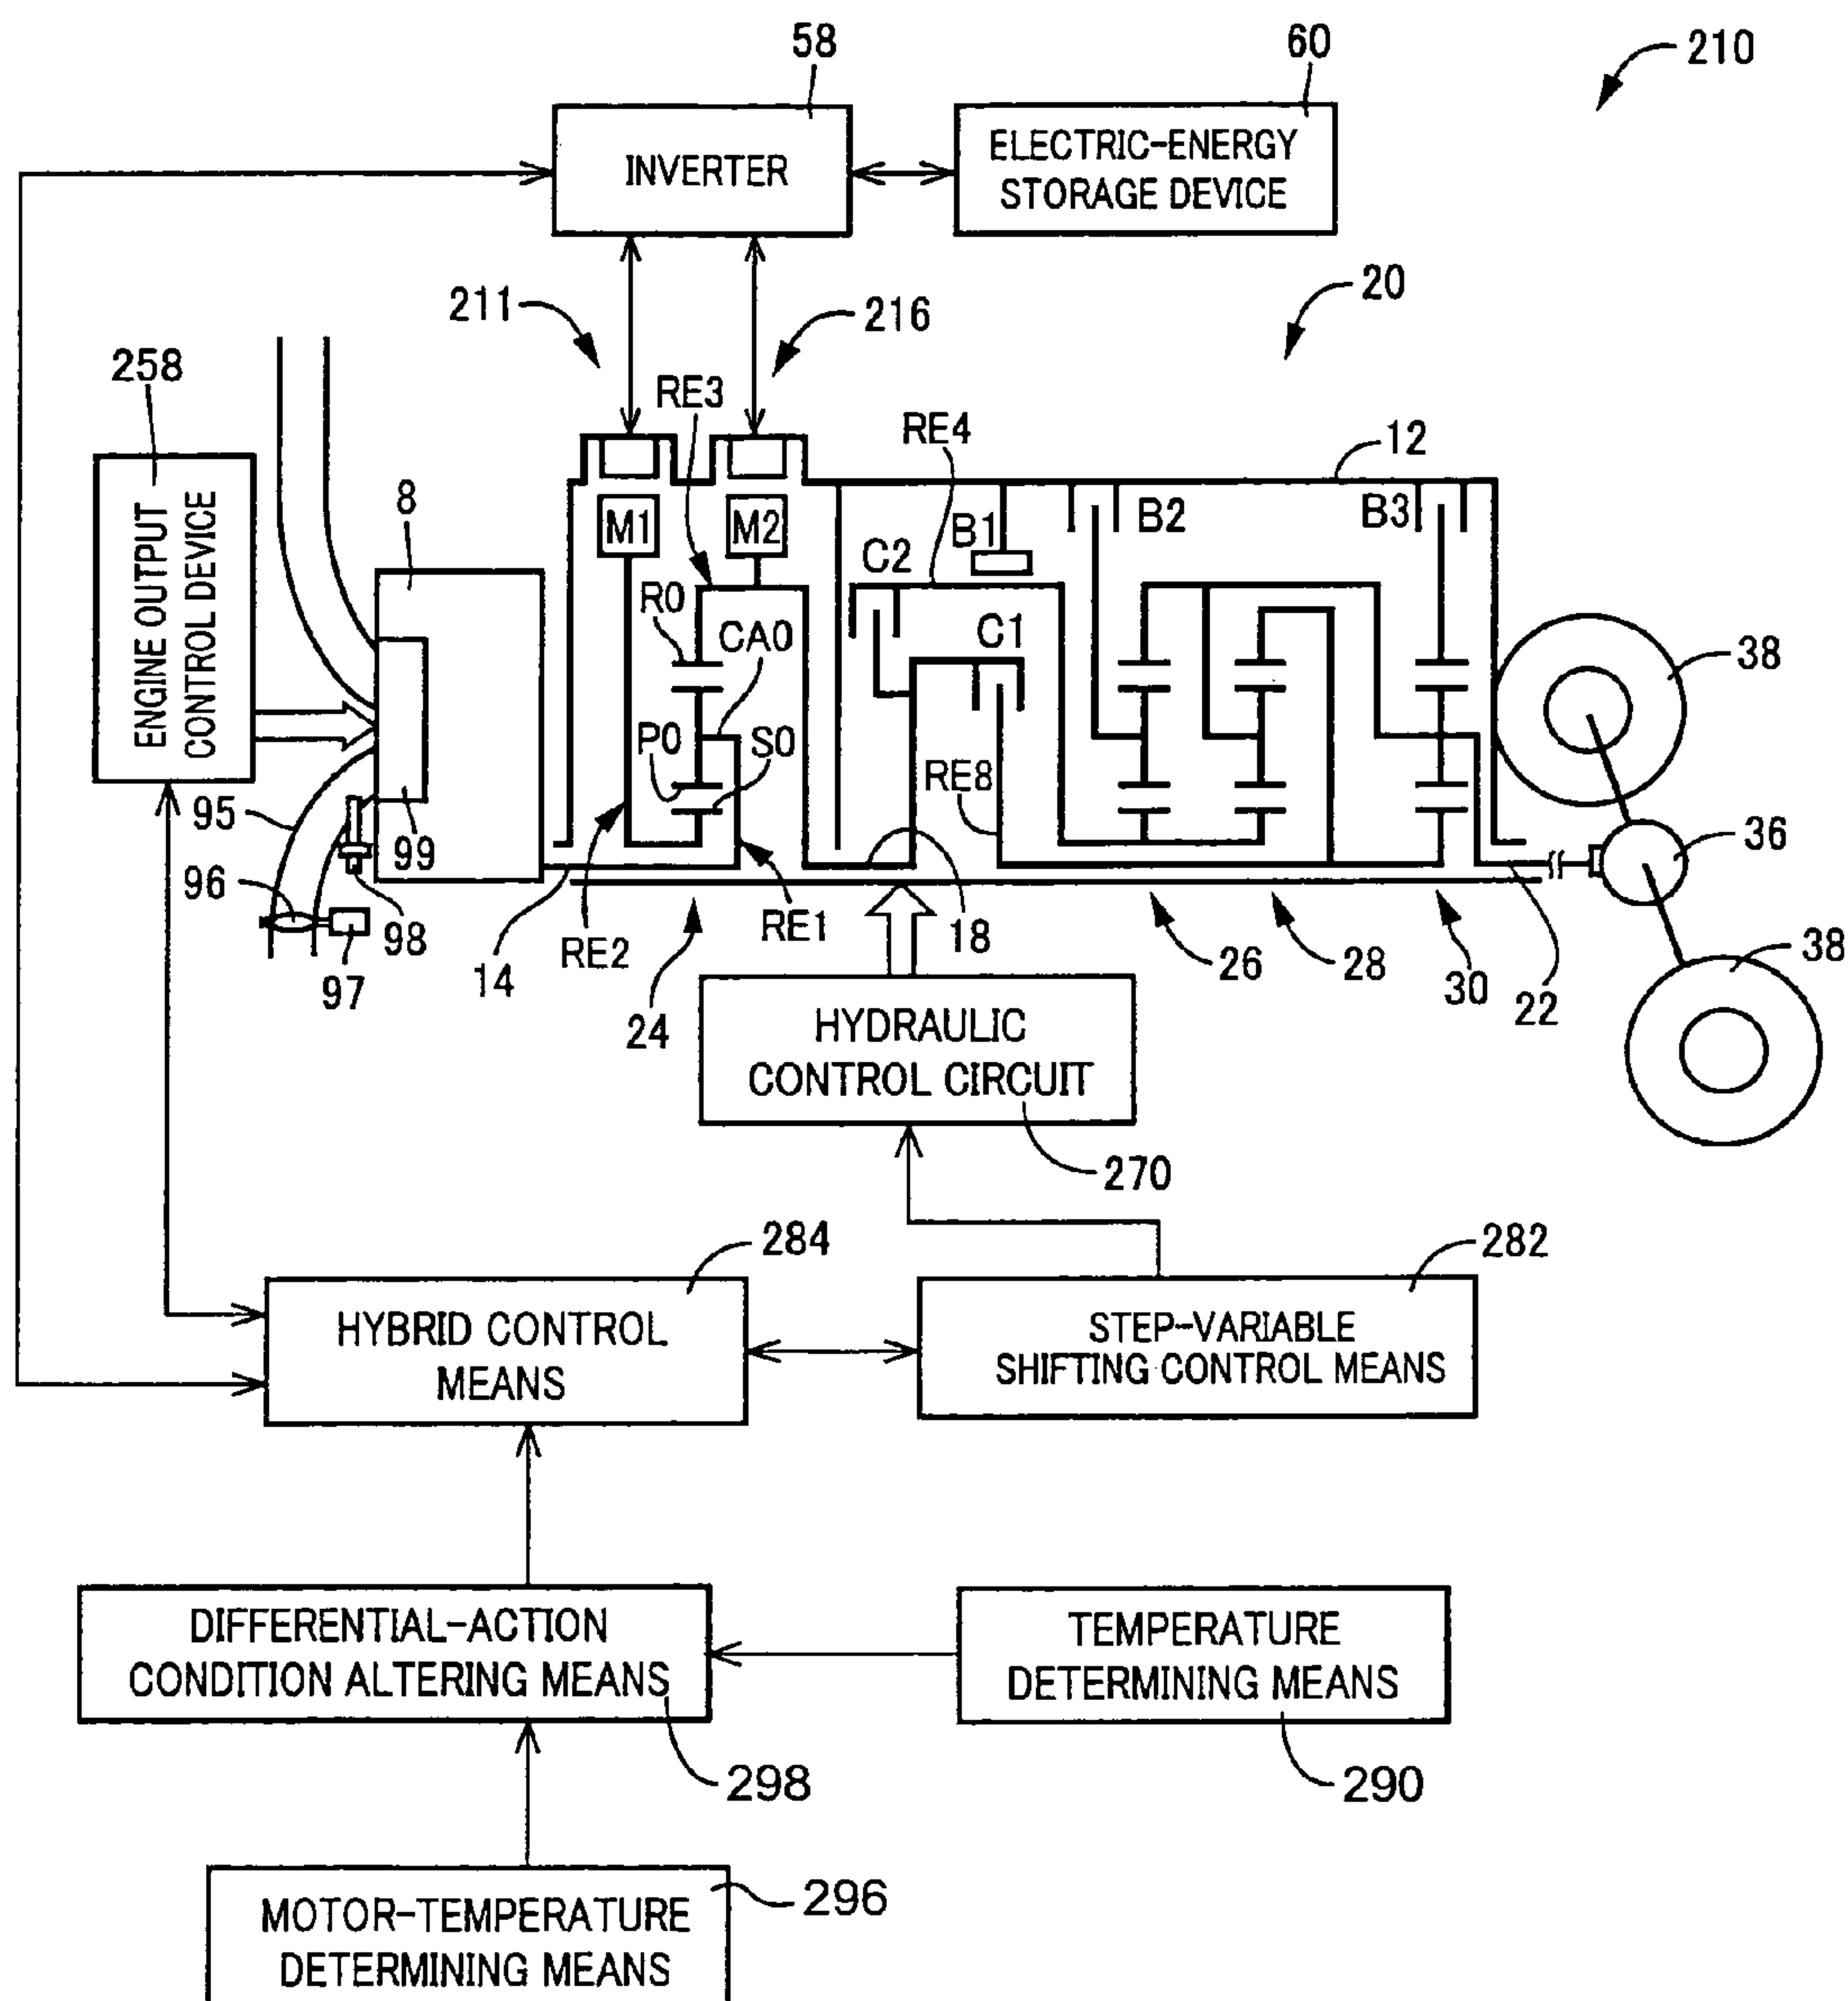 58
60
210
INVERTER
ELECTRIC-ENERGY
STORAGE DEVICE
211
216
20
258
RE3
RE4
12
ENGINE OUTPUT
CONTROL DEVICE
8
M1
M2
B1
B2
B3
C2
R0
CA0
C1
38
P0
S0
RE8
95
99
36
96
98
97
14
RE2
RE1
24
18
26
28
30
22
38
HYDRAULIC
CONTROL CIRCUIT
270
284
282
HYBRID CONTROL
MEANS
STEP-VARIABLE
SHIFTING CONTROL MEANS
DIFFERENTIAL-ACTION
CONDITION ALTERING MEANS
TEMPERATURE
DETERMINING MEANS
298
290
296
MOTOR-TEMPERATURE
DETERMINING MEANS